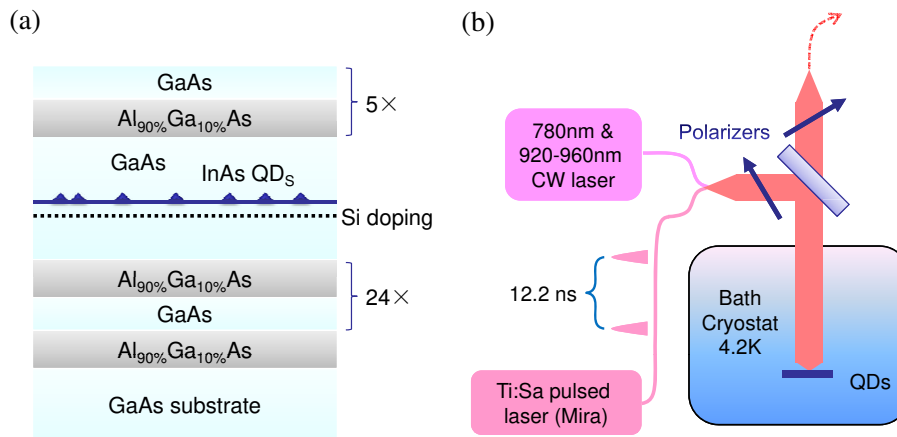 (a)
GaAs
Al90%Ga10%As
5×
GaAs
InAs QDS
Si doping
Al90%Ga10%As
GaAs
24×
Al90%Ga10%As
GaAs substrate
(b)
780nm &
920-960nm
CW laser
Polarizers
12.2 ns
Bath
Cryostat
4.2K
QDs
Ti:Sa pulsed
laser (Mira)